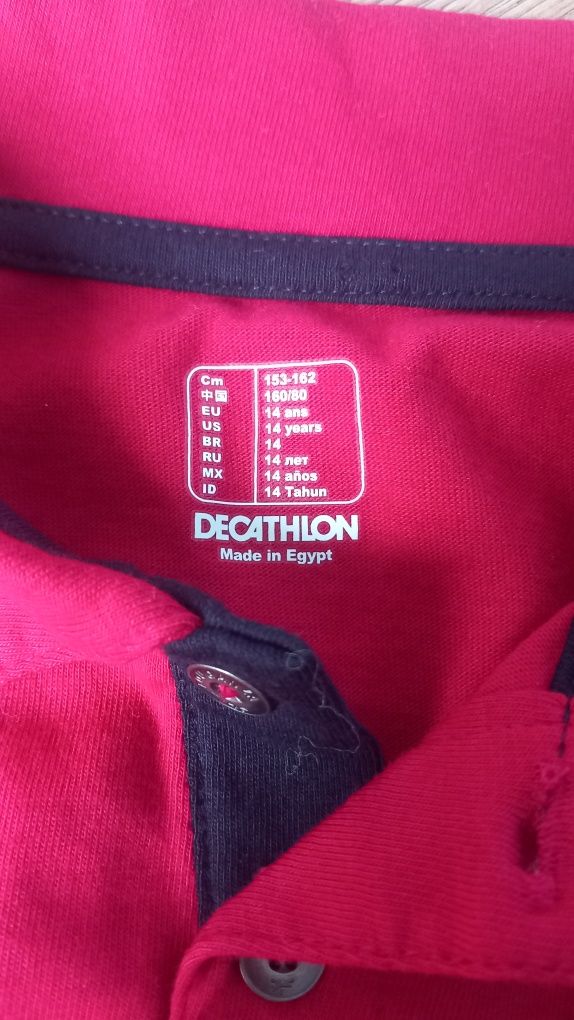 Cm 153-162
中国 160/80
EU 14 ans
US 14 years
BR 14
RU 14 лет
MX 14 años
ID 14 Tahun
DECATHLON
Made in Egypt